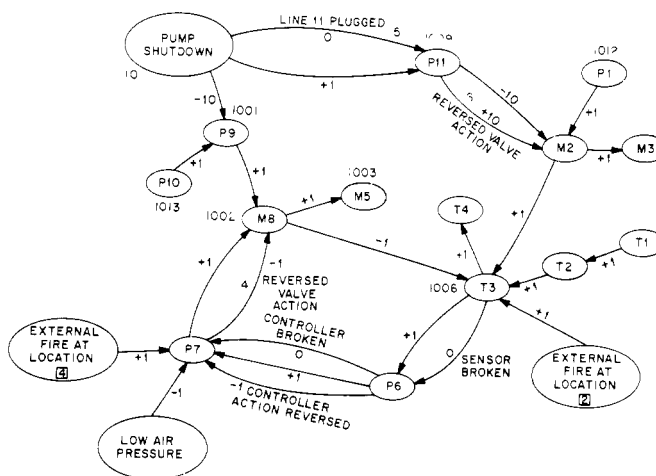 LINE 11 PLUGGED
0
5
PUMP
SHUTDOWN
10
+1
P11
1012
P1
-10
1001
P9
+1
P10
1013
+1
5
+10
-10
REVERSED VALVE
ACTION
+1
M2
+1
M3
1003
M5
+1
1002
M8
-1
T4
+1
+1
T1
+1
T2
+1
1006
T3
+1
-1
4
REVERSED
VALVE
ACTION
CONTROLLER
BROKEN
0
EXTERNAL
FIRE AT
LOCATION
4
+1
P7
+1
-1
CONTROLLER
ACTION REVERSED
P6
+1
0
SENSOR
BROKEN
+1
EXTERNAL
FIRE AT
LOCATION
2
-1
LOW AIR
PRESSURE